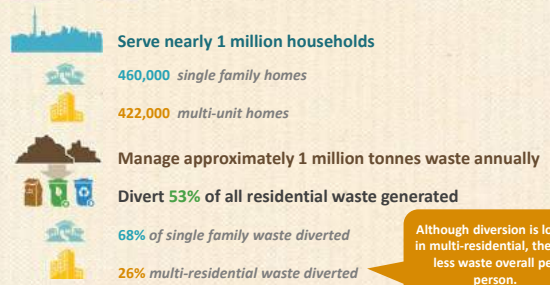 Serve nearly 1 million households
460,000 single family homes
422,000 multi-unit homes
Manage approximately 1 million tonnes waste annually
Divert 53% of all residential waste generated
68% of single family waste diverted
26% multi-residential waste diverted
Although diversion is
in multi-residential,
less waste overall
person.